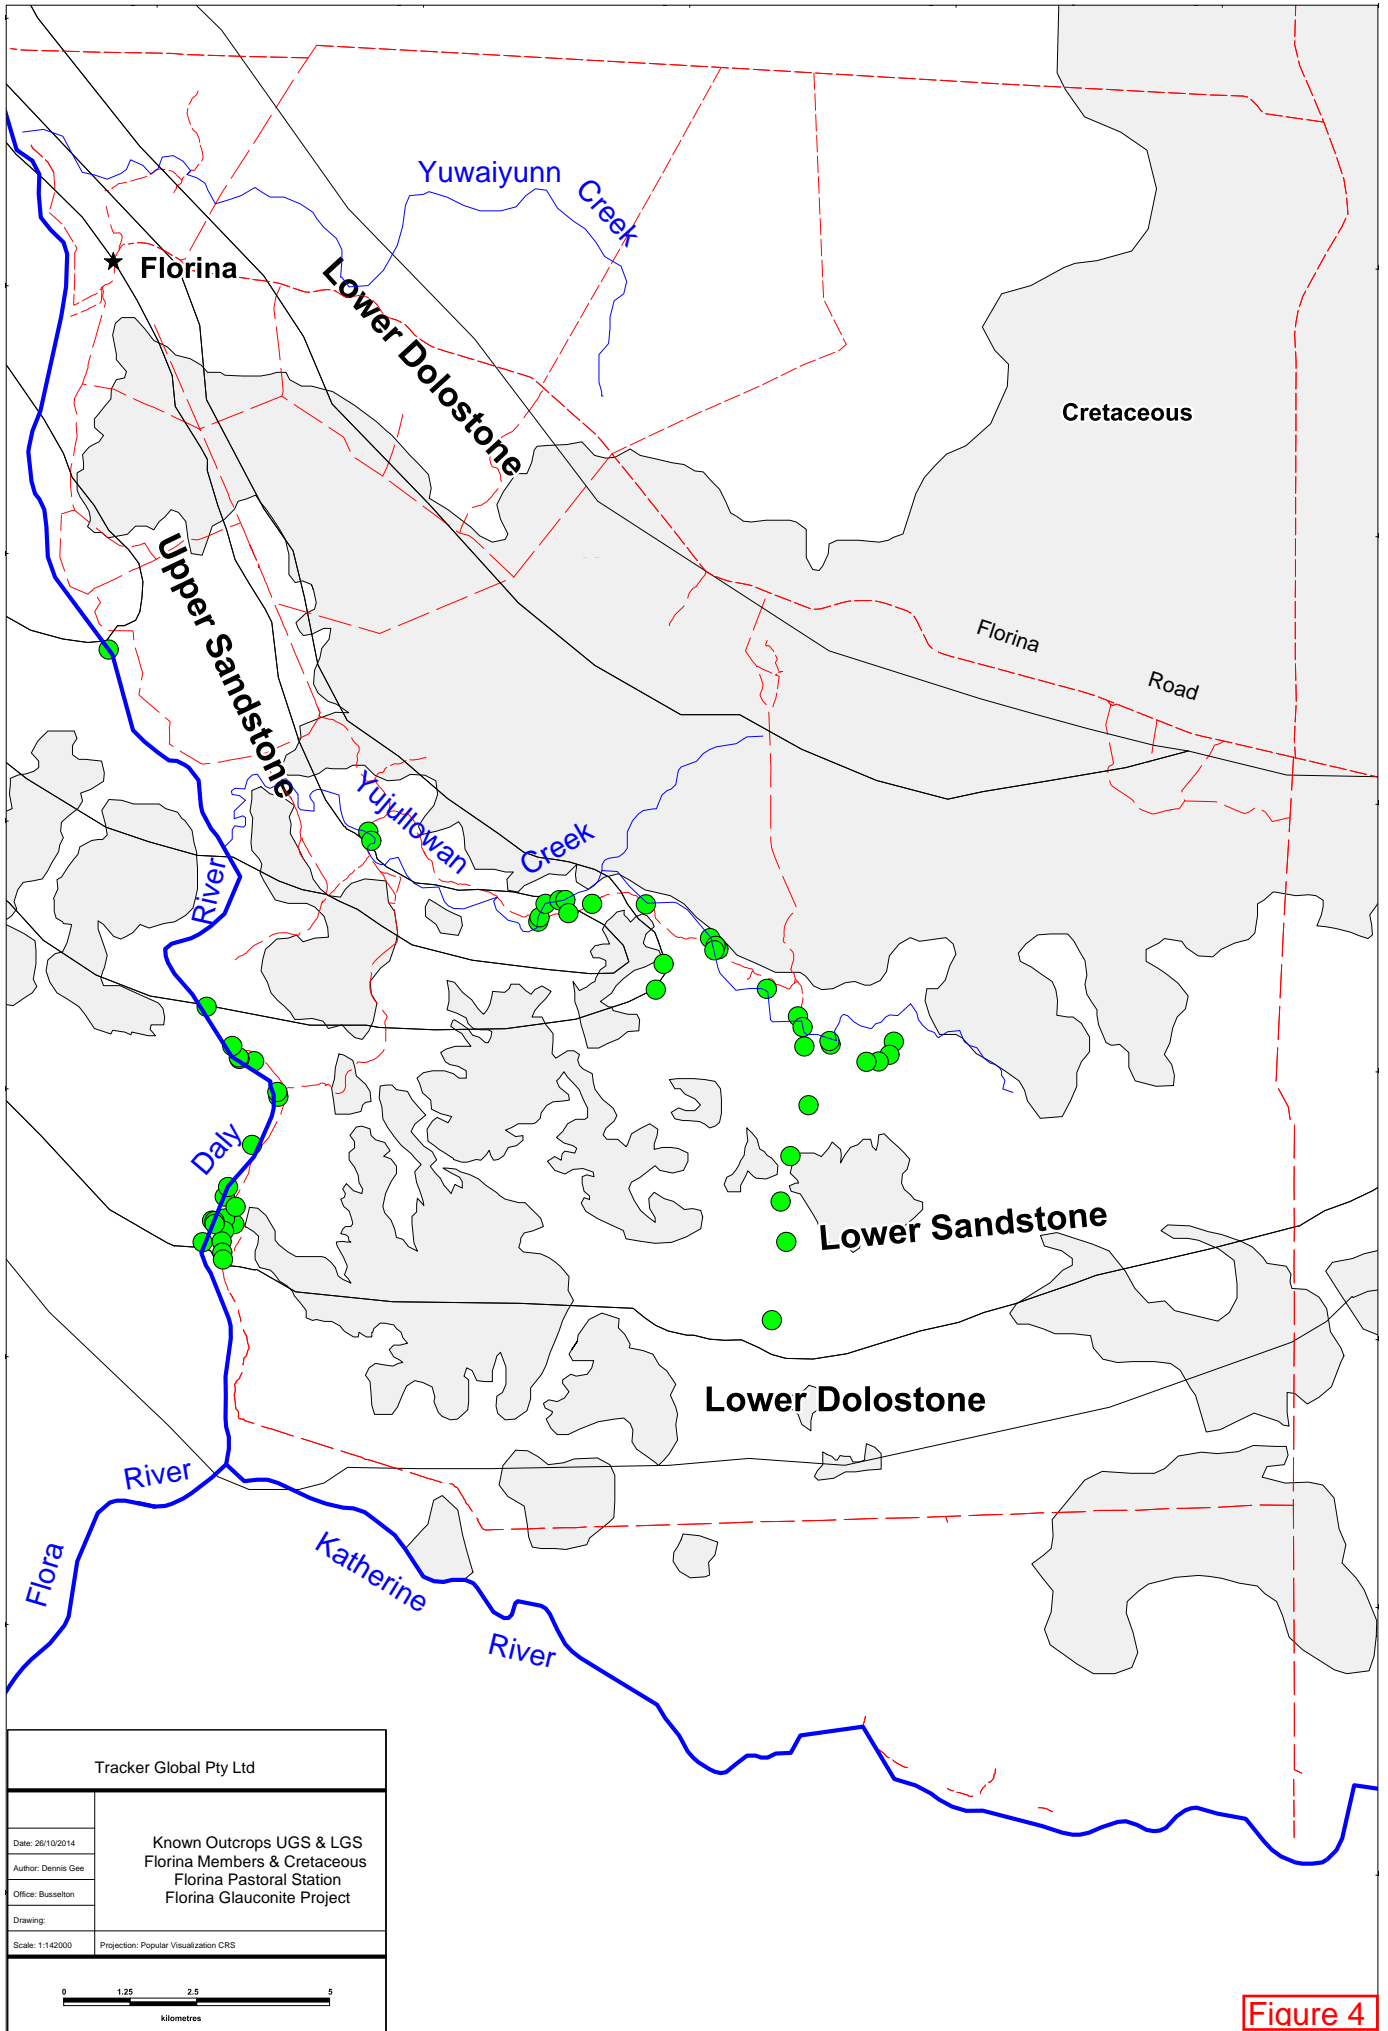 Yuwaiyunn
Creek
Florina
Lower Dolostone
Cretaceous
Upper Sandstone
Florina
Road
Yujullowan
Creek
River
Daly
Lower Sandstone
Lower Dolostone
River
Flora
Katherine
River
Tracker Global Pty Ltd
Date: 26/10/2014
Author: Dennis Gee
Office: Busselton
Drawing:
Scale: 1:142000
Known Outcrops UGS & LGS
Florina Members & Cretaceous
Florina Pastoral Station
Florina Glauconite Project
Projection: Popular Visualization CRS
0 1.25 2.5 5
kilometres
Figure 4